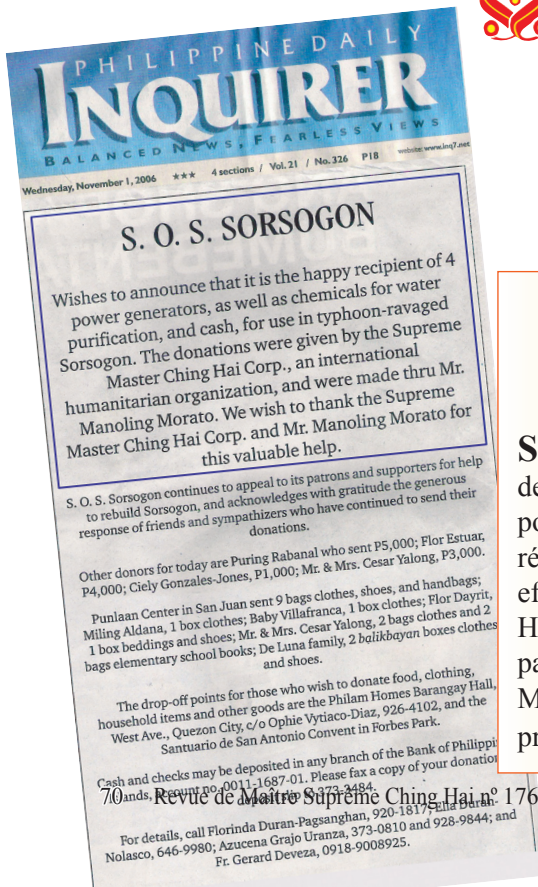 PHILIPPINE DAILY
INQUIRER
BALANCED NEWS, FEARLESS VIEWS
Wednesday, November 1, 2006 ★★★ 4 sections / Vol. 21 / No. 326 P18 website: www.inq7.net
S. O. S. SORSOGON
Wishes to announce that it is the happy recipient of 4
power generators, as well as chemicals for water
purification, and cash, for use in typhoon-ravaged
Sorsogon. The donations were given by the Supreme
Master Ching Hai Corp., an international
humanitarian organization, and were made thru Mr.
Manoling Morato. We wish to thank the Supreme
Master Ching Hai Corp. and Mr. Manoling Morato for
this valuable help.
S. O. S. Sorsogon continues to appeal to its patrons and supporters for help
to rebuild Sorsogon, and acknowledges with gratitude the generous
response of friends and sympathizers who have continued to send their
donations.
Other donors for today are Puring Rabanal who sent P5,000; Flor Estuar,
P4,000; Ciely Gonzales-Jones, P1,000; Mr. & Mrs. Cesar Yalong, P3,000.
Punlaan Center in San Juan sent 9 bags clothes, shoes, and handbags;
Miling Aldana, 1 box clothes; Baby Villafranca, 1 box clothes; Flor Dayrit,
1 box beddings and shoes; Mr. & Mrs. Cesar Yalong, 2 bags clothes and 2
bags elementary school books; De Luna family, 2 balikbayan boxes clothes
and shoes.
The drop-off points for those who wish to donate food, clothing,
household items and other goods are the Philam Homes Barangay Hall,
West Ave., Quezon City, c/o Ophie Vytiaco-Diaz, 926-4102, and the
Santuario de San Antonio Convent in Forbes Park.
Cash and checks may be deposited in any branch of the Bank of Philippi
Account no. 0011-1687-01. Please fax a copy of your donation
deposit slip 373-3484.
For details, call Florinda Duran-Pagsanghan, 920-1817; Ella Duran-
Nolasco, 646-9980; Azucena Grajo Uranza, 373-0810 and 928-9844; and
Fr. Gerard Deveza, 0918-9008925.
S
de
po
ré
ef
H
pa
M
pr
70 Revue de Maître Suprême Ching Hai nº 176